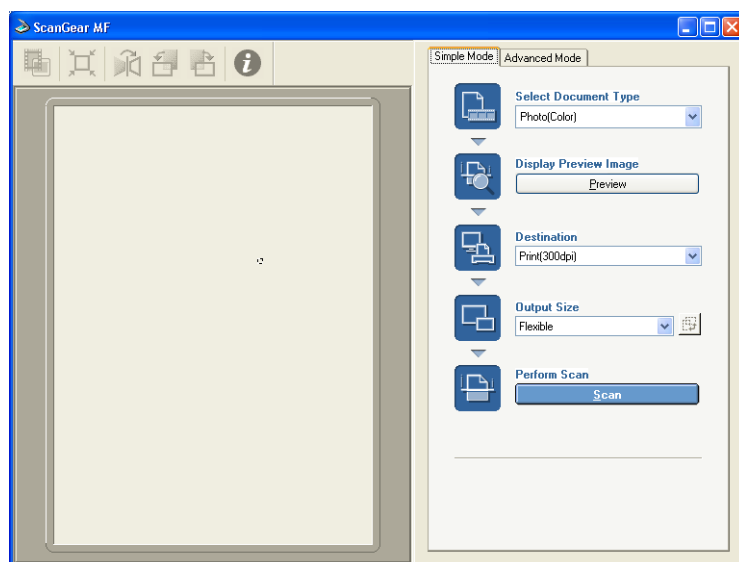 ScanGear MF
Simple Mode
Advanced Mode
Select Document Type
Photo(Color)
Display Preview Image
Preview
Destination
Print(300dpi)
Output Size
Flexible
Perform Scan
Scan